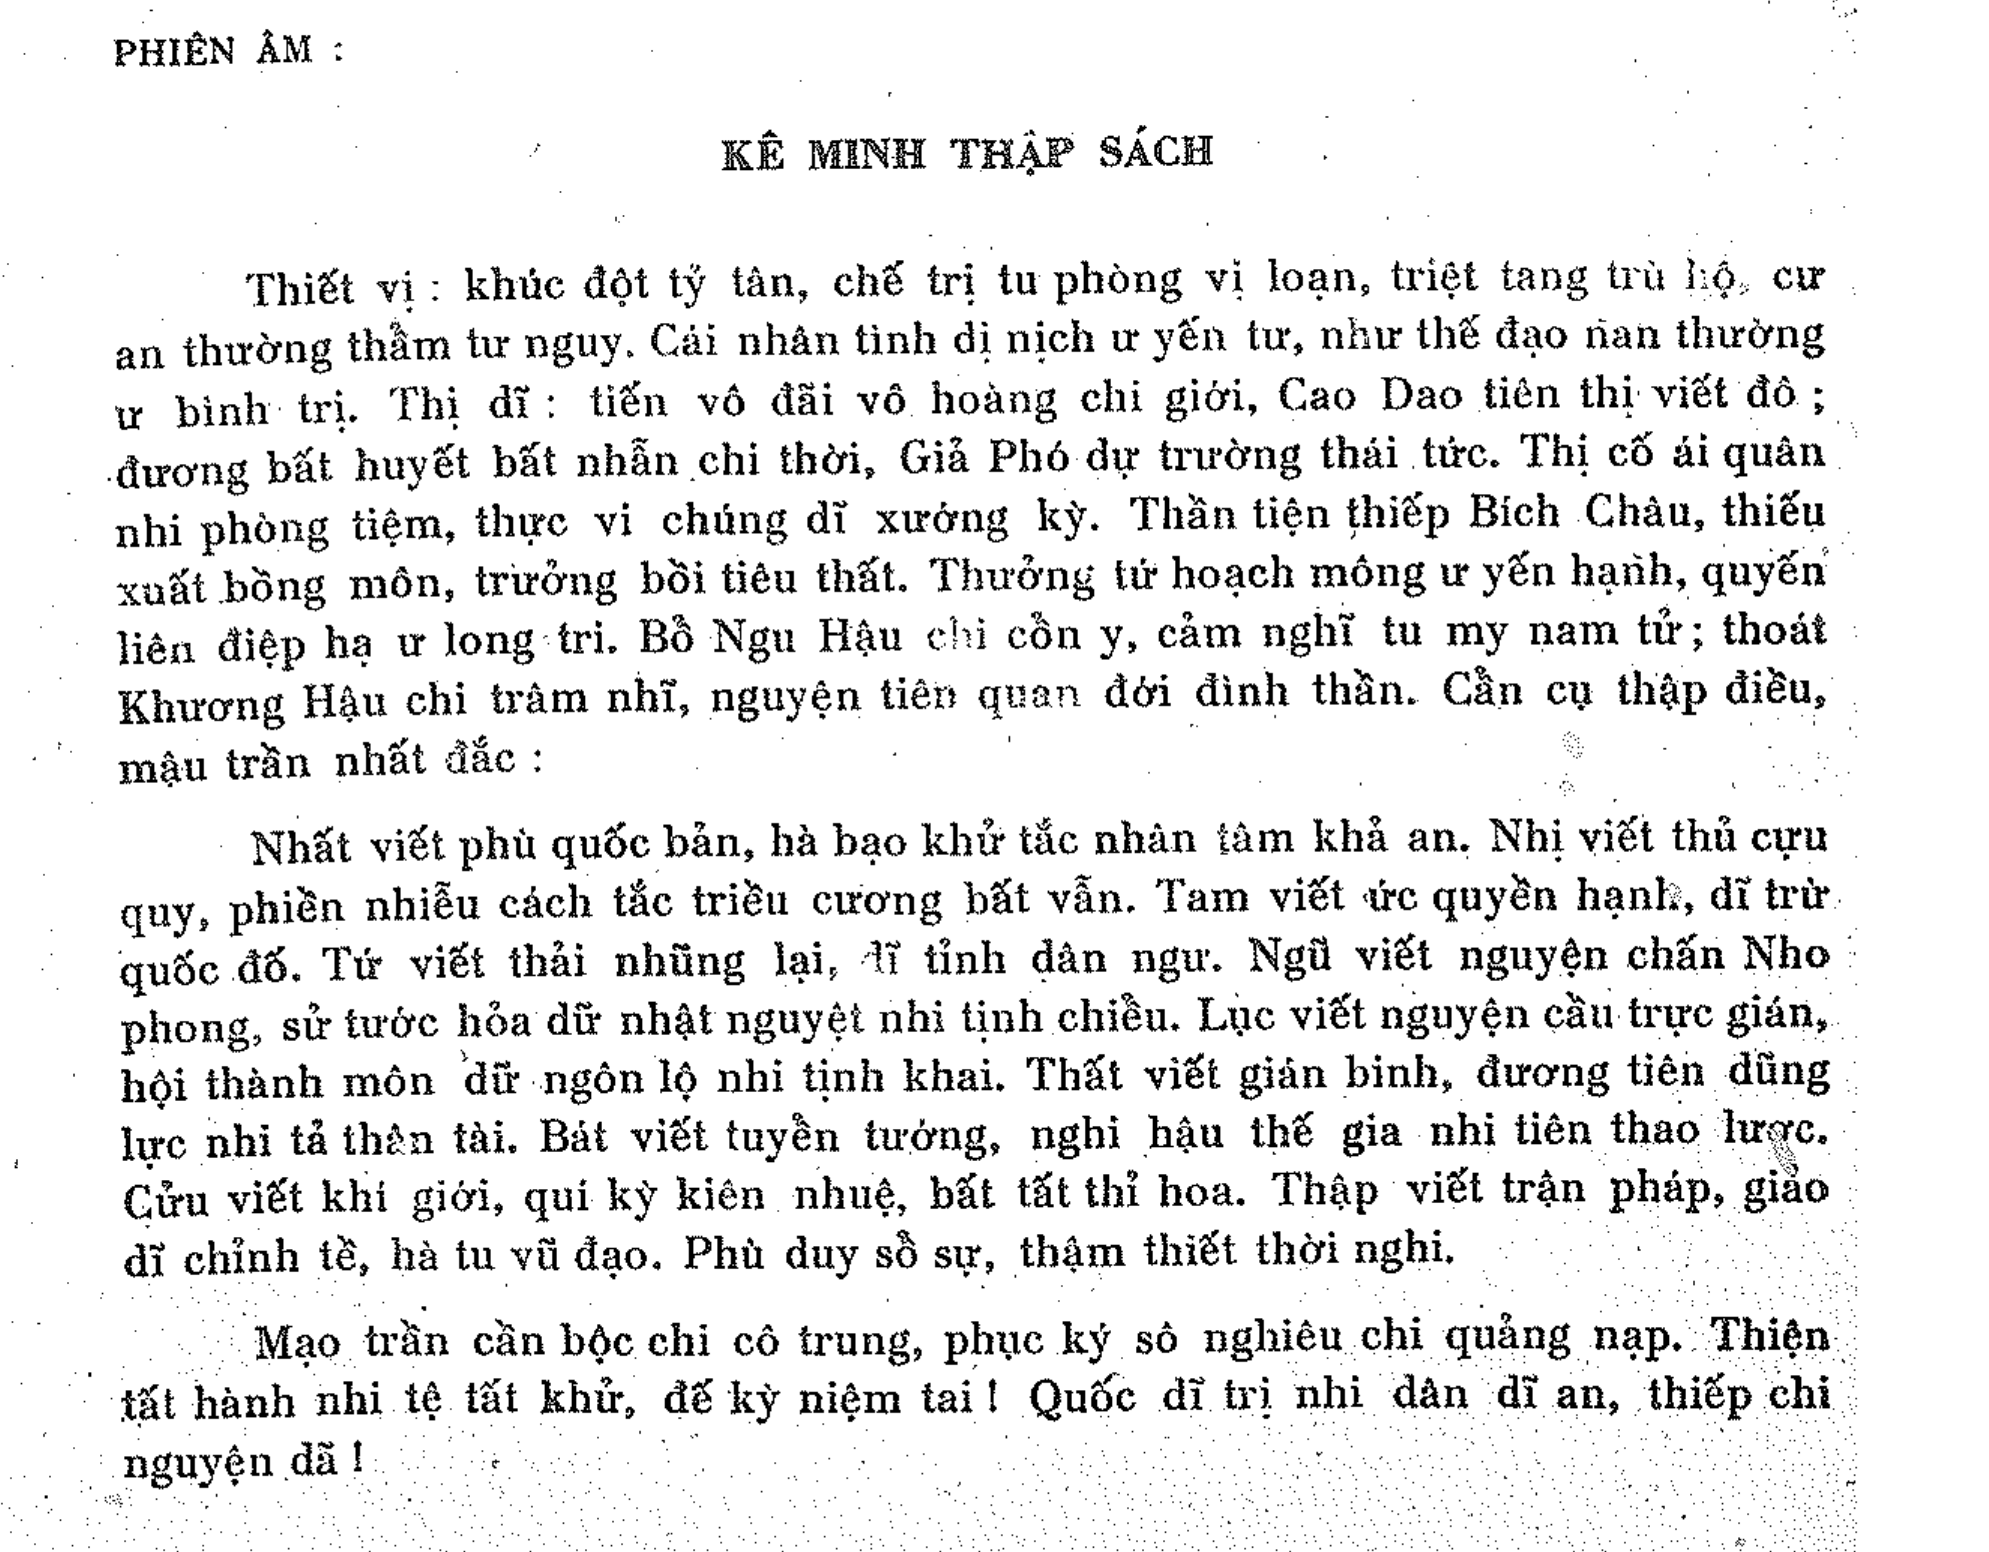 PHIÊN ÂM :
KÊ MINH THẬP SÁCH
Thiết vị : khúc đột tỷ tân, chế trị tu phòng vị loạn, triệt tang trù hộ, cư
an thường thẩm tư nguy. Cái nhân tình dị nịch ư yến tư, như thế đạo nan thường
ư bình trị. Thị dĩ : tiến vô đãi vô hoàng chi giới, Cao Dao tiên thị viết đô ;
đương bất huyết bất nhẫn chi thời, Giả Phó dự trường thái tức. Thị cố ái quân
nhi phòng tiệm, thực vi chúng dĩ xướng kỳ. Thần tiện thiếp Bích Châu, thiếu
xuất bồng môn, trưởng bồi tiêu thất. Thưởng tứ hoạch mông ư yến hạnh, quyến
liên điệp hạ ư long tri. Bồ Ngu Hậu chi cồn y, cảm nghĩ tu my nam tử ; thoát
Khương Hậu chi trâm nhĩ, nguyện tiên quan đới đình thần. Cẩn cụ thập điều,
mậu trần nhất đắc :
Nhất viết phù quốc bản, hà bạo khử tắc nhân tâm khả an. Nhị viết thủ cựu
quy, phiền nhiễu cách tắc triều cương bất vẫn. Tam viết ức quyền hạnh, dĩ trừ
quốc đố. Tứ viết thải nhũng lại, dĩ tỉnh dân ngư. Ngũ viết nguyện chấn Nho
phong, sử tước hỏa dữ nhật nguyệt nhi tịnh chiếu. Lục viết nguyện cầu trực gián,
hội thành môn dữ ngôn lộ nhi tịnh khai. Thất viết gián binh, đương tiên dũng
lực nhi tả thân tài. Bát viết tuyển tướng, nghi hậu thế gia nhi tiên thao lược.
Cửu viết khí giới, quí kỳ kiên nhuệ, bất tất thỉ hoa. Thập viết trận pháp, giảo
dĩ chỉnh tề, hà tu vũ đạo. Phù duy sồ sự, thậm thiết thời nghi.
Mạo trần cần bộc chi cô trung, phục ký sô nghiêu chi quảng nạp. Thiện
tất hành nhi tệ tất khử, đế kỳ niệm tai ! Quốc dĩ trị nhi dân dĩ an, thiếp chi
nguyện dã !